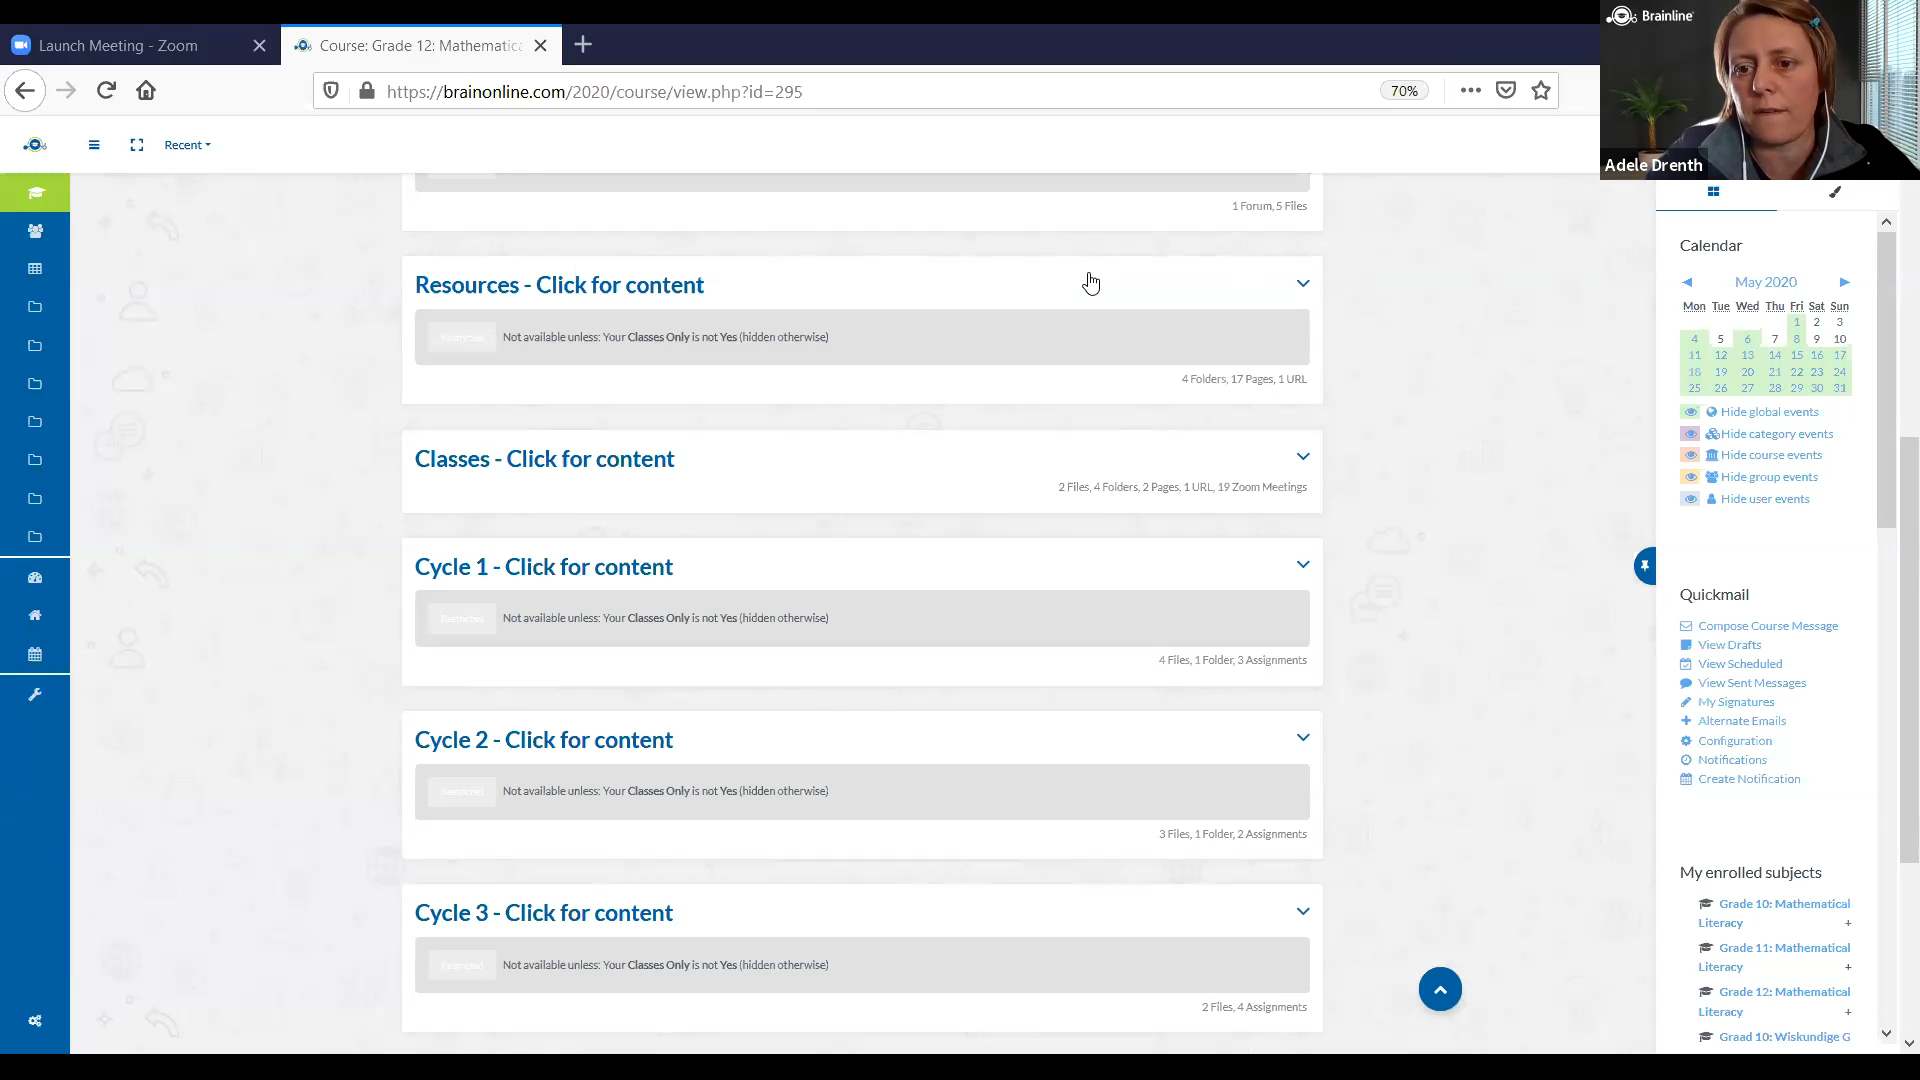 Launch Meeting - Zoom
Course: Grade 12: Mathematica
https://brainonline.com/2020/course/view.php?id=295
70%
Brainline
Adele Drenth
Recent
1 Forum, 5 Files
Resources - Click for content
Restricted
Not available unless: Your Classes Only is not Yes (hidden otherwise)
4 Folders, 17 Pages, 1 URL
Classes - Click for content
2 Files, 4 Folders, 2 Pages, 1 URL, 19 Zoom Meetings
Cycle 1 - Click for content
Restricted
Not available unless: Your Classes Only is not Yes (hidden otherwise)
4 Files, 1 Folder, 3 Assignments
Cycle 2 - Click for content
Restricted
Not available unless: Your Classes Only is not Yes (hidden otherwise)
3 Files, 1 Folder, 2 Assignments
Cycle 3 - Click for content
Restricted
Not available unless: Your Classes Only is not Yes (hidden otherwise)
2 Files, 4 Assignments
Calendar
May 2020
Mon Tue Wed Thu Fri Sat Sun
1 2 3
4 5 6 7 8 9 10
11 12 13 14 15 16 17
18 19 20 21 22 23 24
25 26 27 28 29 30 31
Hide global events
Hide category events
Hide course events
Hide group events
Hide user events
Quickmail
Compose Course Message
View Drafts
View Scheduled
View Sent Messages
My Signatures
Alternate Emails
Configuration
Notifications
Create Notification
My enrolled subjects
Grade 10: Mathematical
Literacy +
Grade 11: Mathematical
Literacy +
Grade 12: Mathematical
Literacy +
Graad 10: Wiskundige G